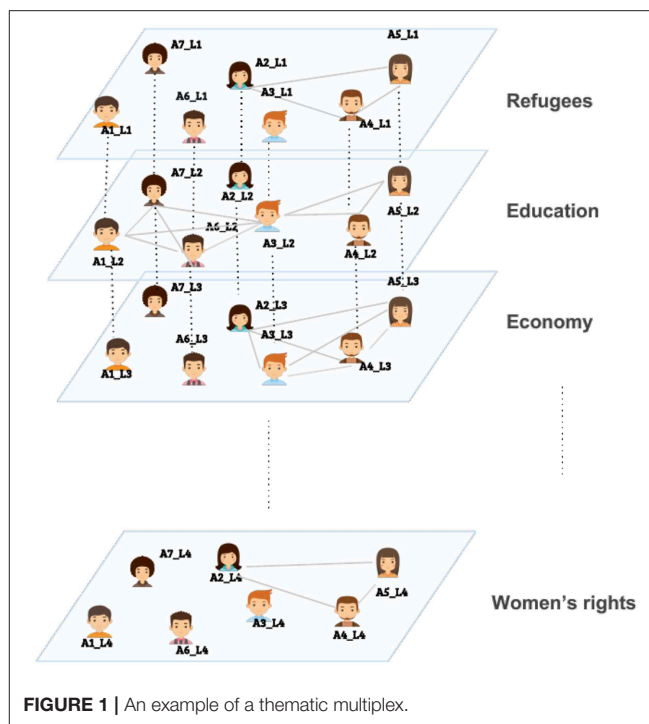 A5_L1
A7_L1
A2_L1
A6_L1
A3_L1
Refugees
A1_L1
A4_L1
A7_L2
A2_L2
A5_L2
Education
A6_L2
A3_L2
A4_L2
A1_L2
A7_L3
A5_L3
A2_L3
Economy
A6_L3
A3_L3
A4_L3
A1_L3
A7_L4
A2_L4
A5_L4
Women's rights
A3_L4
A4_L4
A1_L4
A6_L4
FIGURE 1 | An example of a thematic multiplex.